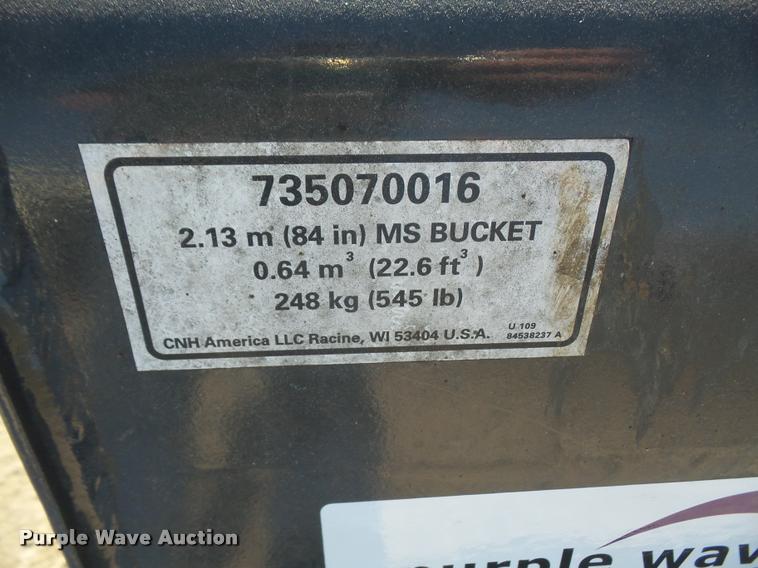 735070016
2.13 m (84 in) MS BUCKET
0.64 m³ (22.6 ft³)
248 kg (545 lb)
CNH America LLC Racine, WI 53404 U.S.A.
U 109
84538237 A
Purple Wave Auction
purple wav